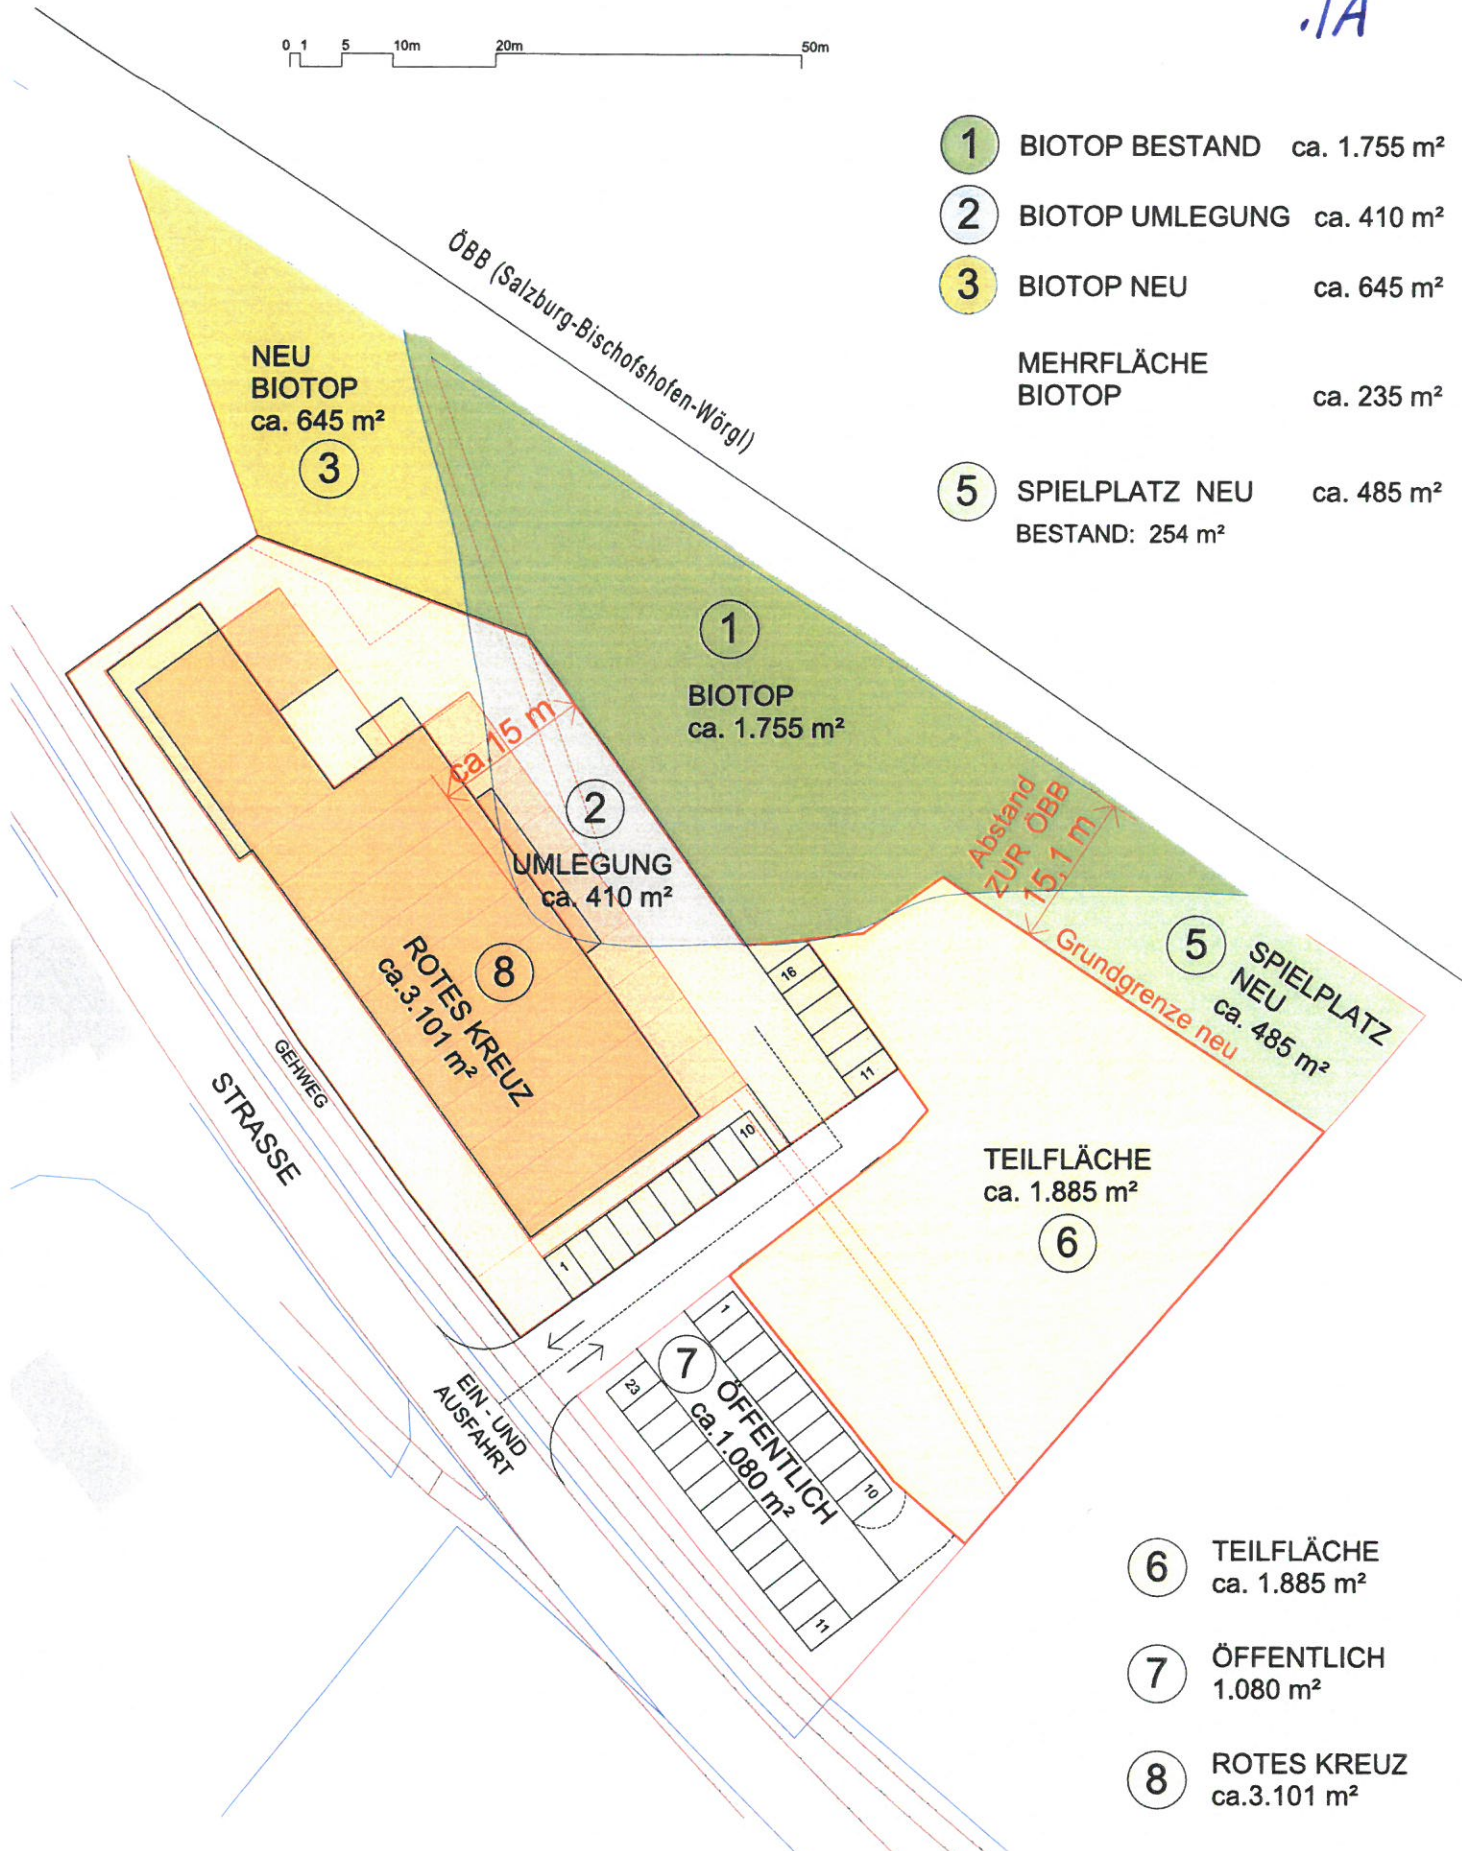 ./A
0 1 5 10m 20m 50m
1 BIOTOP BESTAND ca. 1.755 m²
2 BIOTOP UMLEGUNG ca. 410 m²
3 BIOTOP NEU ca. 645 m²
MEHRFLÄCHE
BIOTOP ca. 235 m²
5 SPIELPLATZ NEU ca. 485 m²
BESTAND: 254 m²
ÖBB (Salzburg-Bischofshofen-Wörgl)
NEU
BIOTOP
ca. 645 m²
3
1
BIOTOP
ca. 1.755 m²
ca. 15 m
2
UMLEGUNG
ca. 410 m²
Abstand
ZUR ÖBB
15,1 m
Grundgrenze neu
5
SPIELPLATZ
NEU
ca. 485 m²
8
ROTES KREUZ
ca.3.101 m²
16
11
10
1
GEHWEG
STRASSE
TEILFLÄCHE
ca. 1.885 m²
6
EIN - UND
AUSFAHRT
7
ÖFFENTLICH
ca.1.080 m²
1
10
23
11
6 TEILFLÄCHE
ca. 1.885 m²
7 ÖFFENTLICH
1.080 m²
8 ROTES KREUZ
ca.3.101 m²